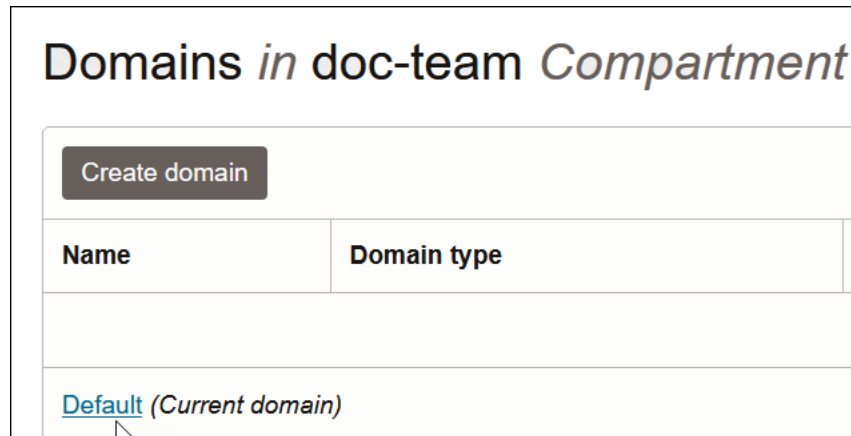 Domains in doc-team Compartment
Create domain
Name Domain type
Default (Current domain)